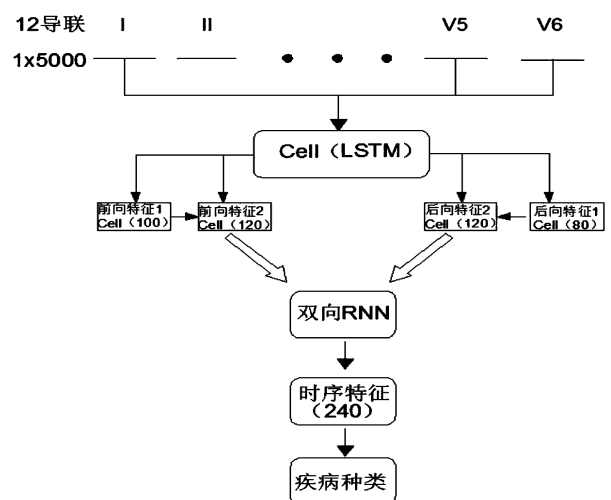 12导联 I II V5 V6
1x5000
Cell（LSTM）
前向特征1
Cell（100）
前向特征2
Cell（120）
后向特征2
Cell（120）
后向特征1
Cell（80）
双向RNN
时序特征
（240）
疾病种类